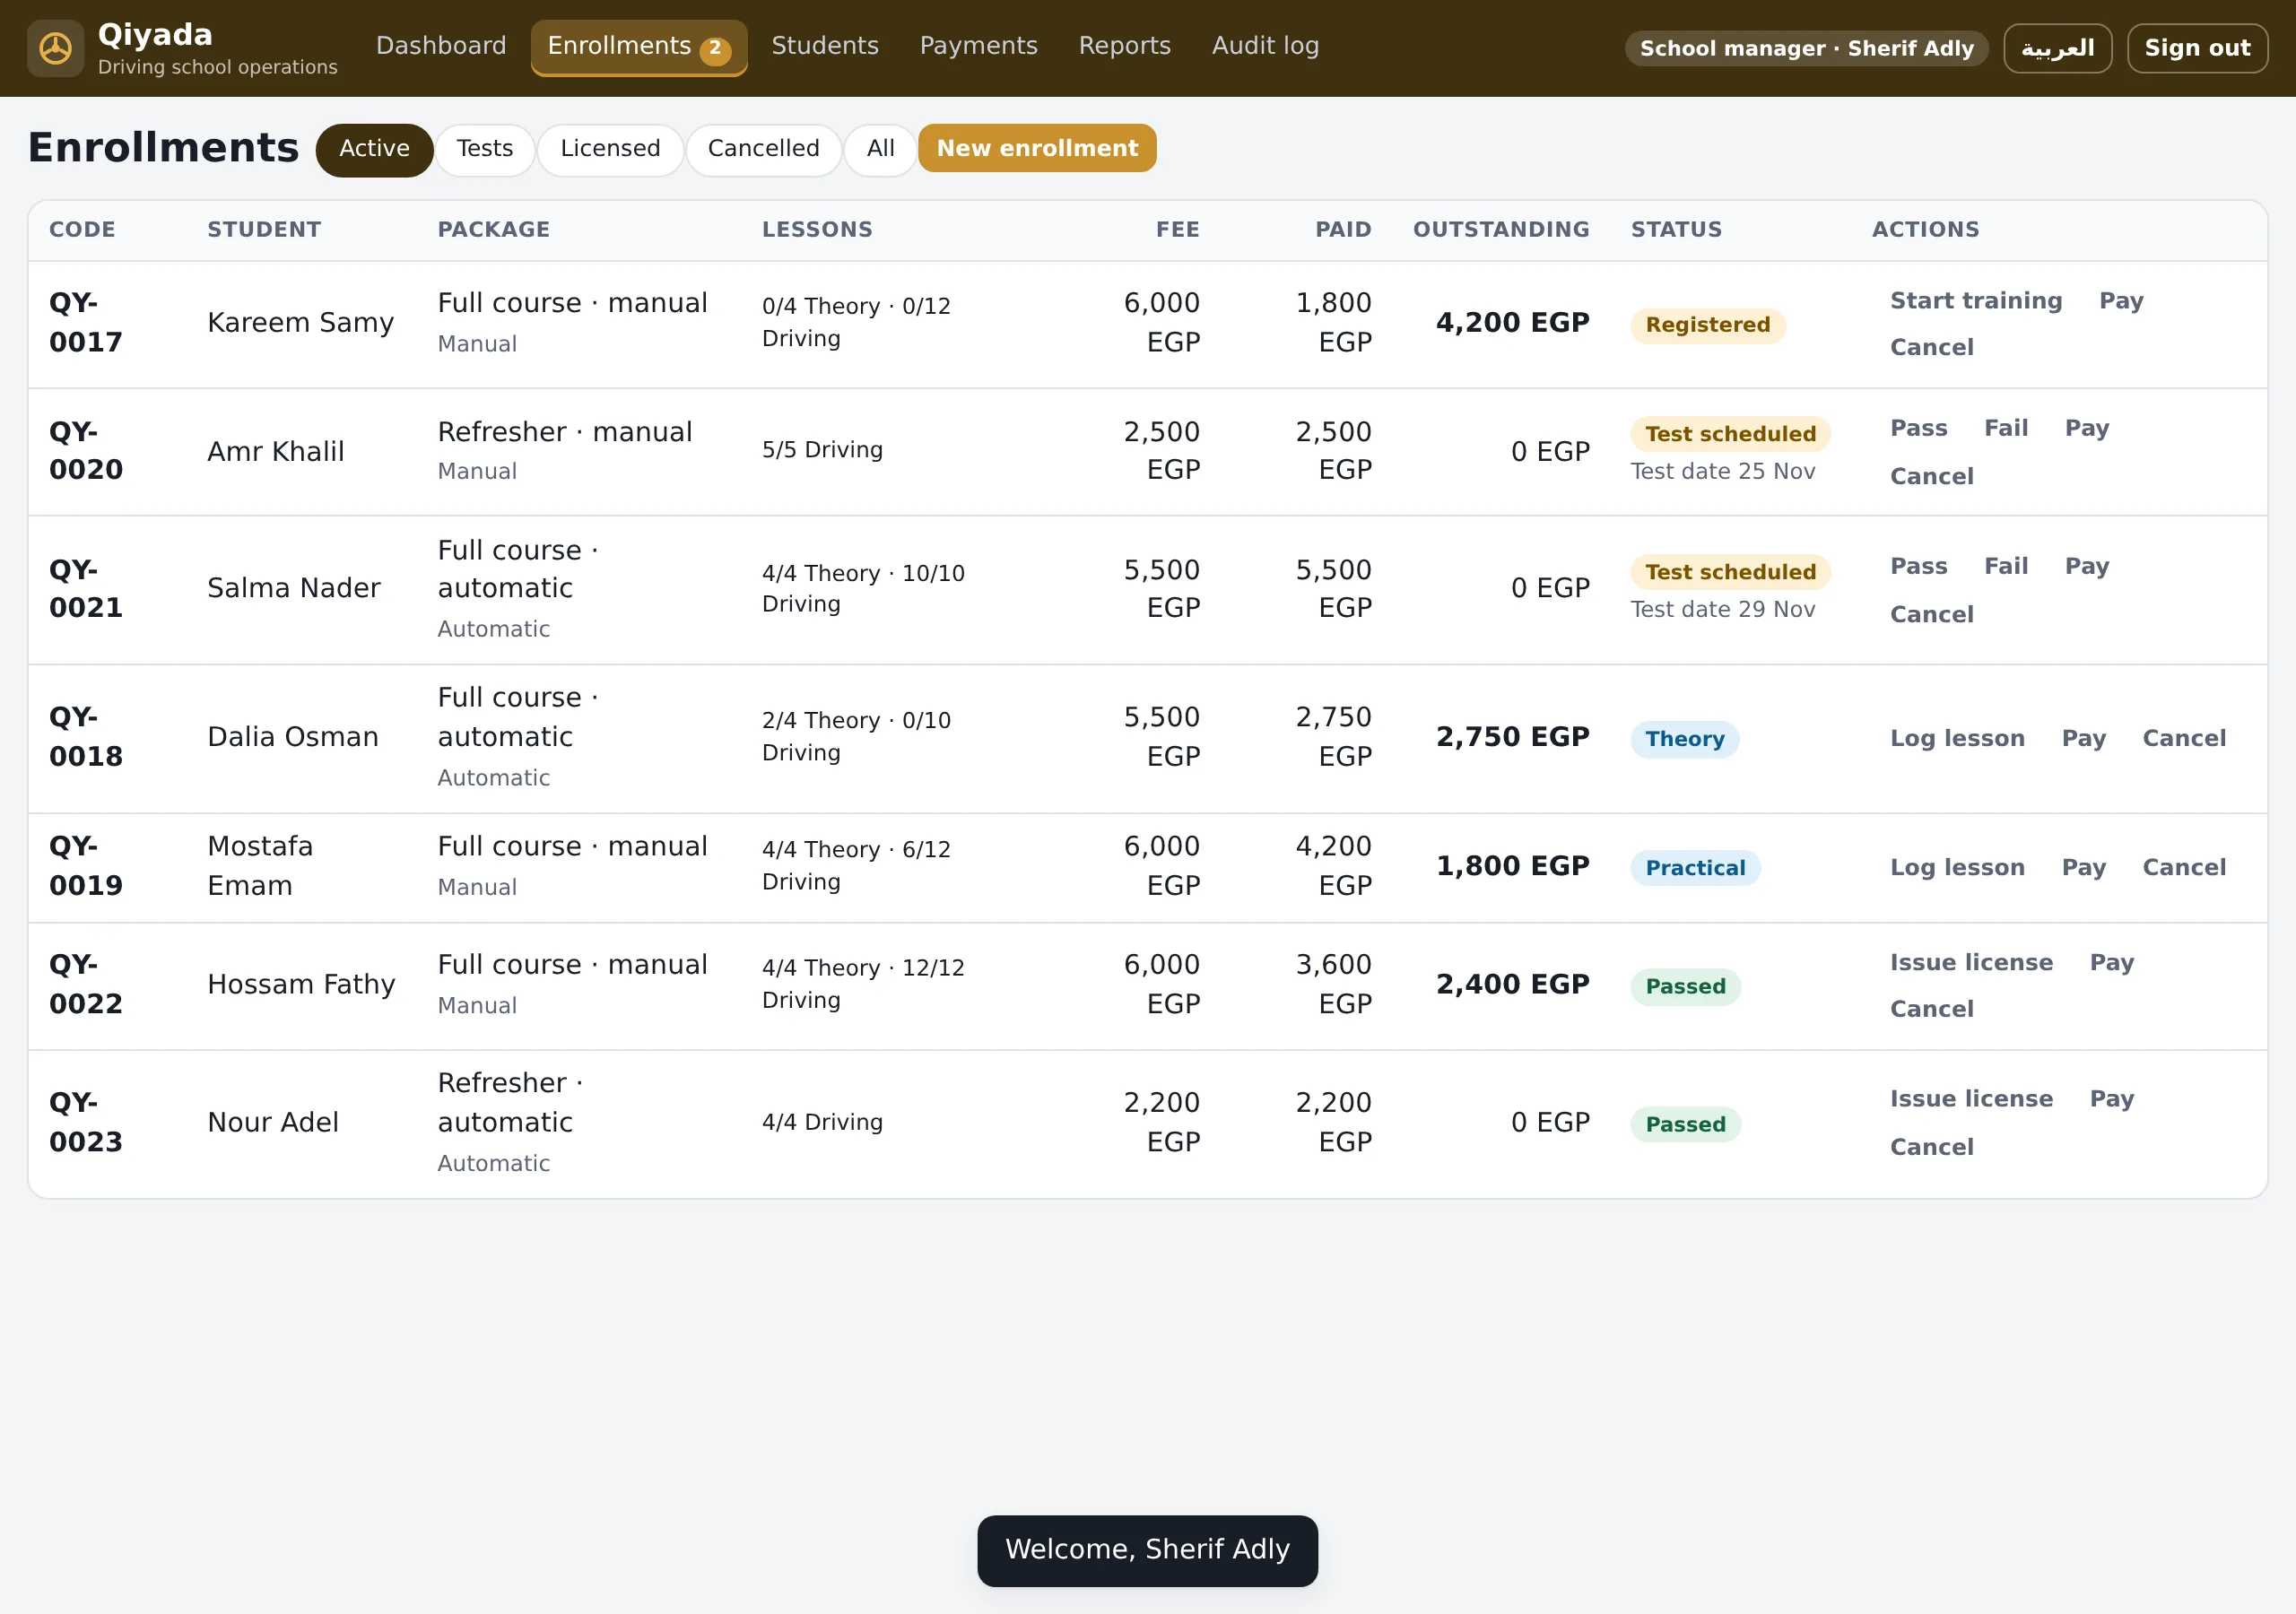 Qiyada
Driving school operations
Dashboard
Enrollments 2
Students
Payments
Reports
Audit log
School manager · Sherif Adly
العربية
Sign out
Enrollments
Active
Tests
Licensed
Cancelled
All
New enrollment
CODE STUDENT PACKAGE LESSONS FEE PAID OUTSTANDING STATUS ACTIONS
QY-
0017
Kareem Samy
Full course · manual
Manual
0/4 Theory · 0/12
Driving
6,000
EGP
1,800
EGP
4,200 EGP
Registered
Start training Pay
Cancel
QY-
0020
Amr Khalil
Refresher · manual
Manual
5/5 Driving
2,500
EGP
2,500
EGP
0 EGP
Test scheduled
Test date 25 Nov
Pass Fail Pay
Cancel
QY-
0021
Salma Nader
Full course ·
automatic
Automatic
4/4 Theory · 10/10
Driving
5,500
EGP
5,500
EGP
0 EGP
Test scheduled
Test date 29 Nov
Pass Fail Pay
Cancel
QY-
0018
Dalia Osman
Full course ·
automatic
Automatic
2/4 Theory · 0/10
Driving
5,500
EGP
2,750
EGP
2,750 EGP
Theory
Log lesson Pay Cancel
QY-
0019
Mostafa
Emam
Full course · manual
Manual
4/4 Theory · 6/12
Driving
6,000
EGP
4,200
EGP
1,800 EGP
Practical
Log lesson Pay Cancel
QY-
0022
Hossam Fathy
Full course · manual
Manual
4/4 Theory · 12/12
Driving
6,000
EGP
3,600
EGP
2,400 EGP
Passed
Issue license Pay
Cancel
QY-
0023
Nour Adel
Refresher ·
automatic
Automatic
4/4 Driving
2,200
EGP
2,200
EGP
0 EGP
Passed
Issue license Pay
Cancel
Welcome, Sherif Adly